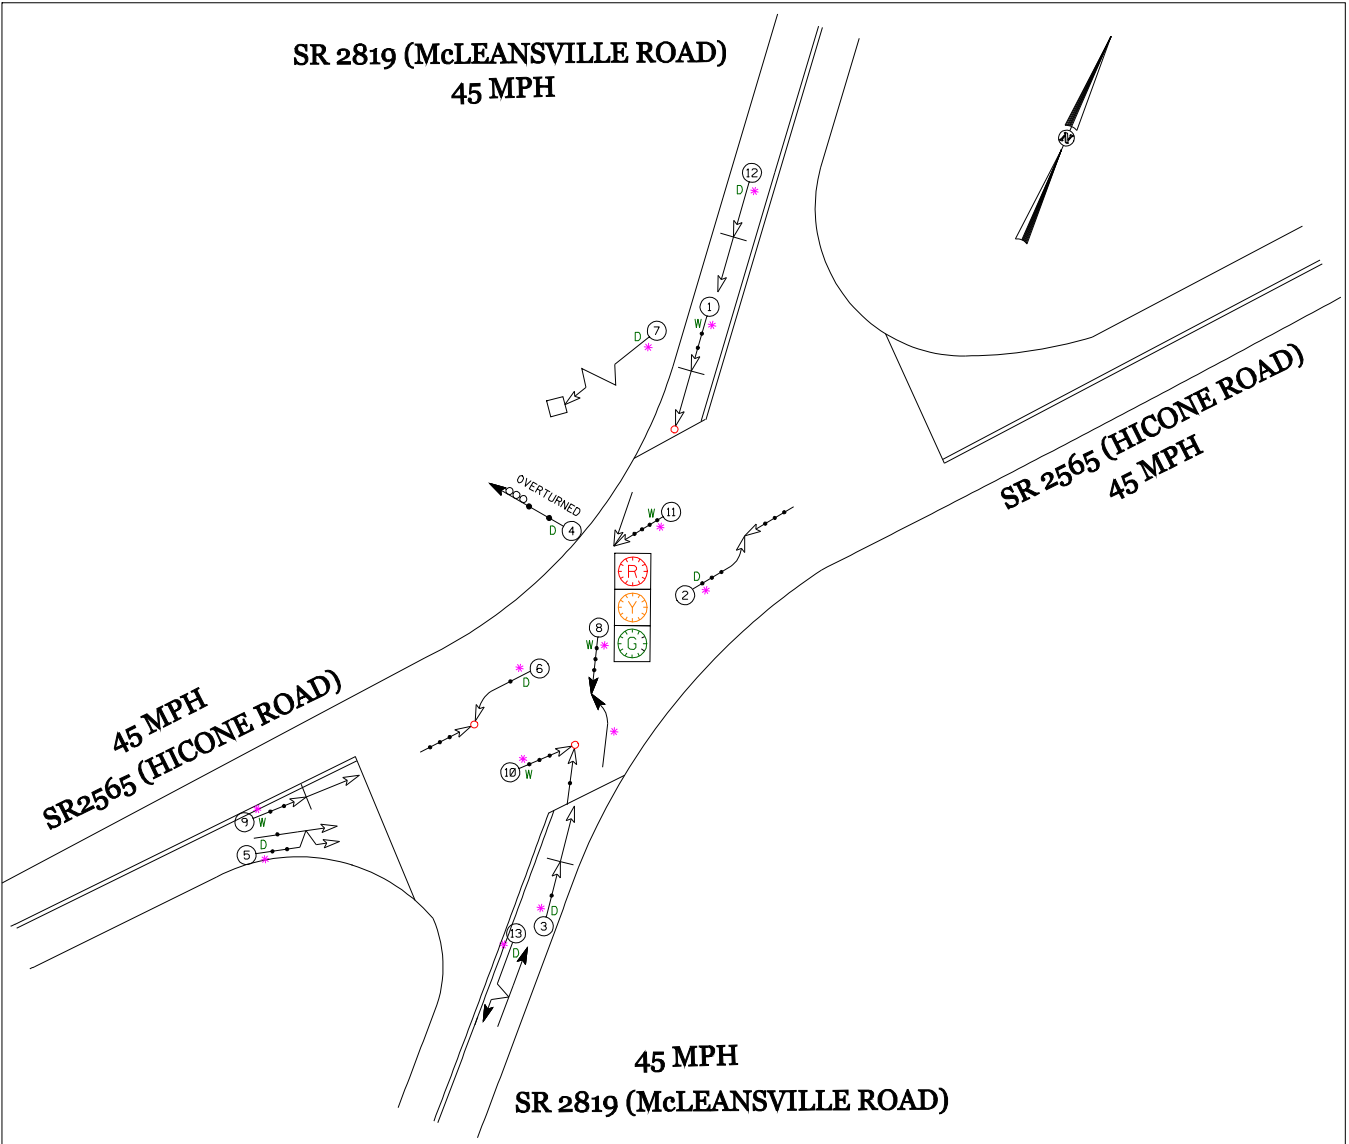 SR 2819 (McLEANSVILLE ROAD)
45 MPH
N
12
D
1
W
7
D
OVERTURNED
4
D
11
W
R
Y
G
2
D
8
W
6
D
SR 2565 (HICONE ROAD)
45 MPH
45 MPH
SR2565 (HICONE ROAD)
10
W
9
W
D
5
3
D
13
D
45 MPH
SR 2819 (McLEANSVILLE ROAD)